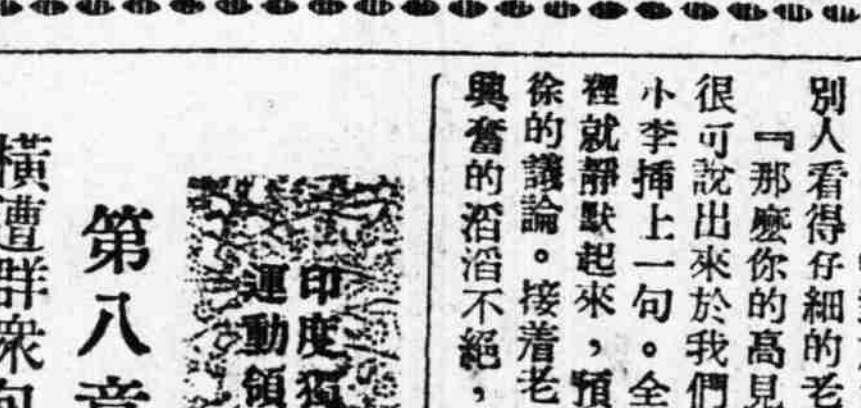 別人看得仔細的老
『那麼你的高見
很可說出來於我們
小李揷上一句。全
裡就靜默起來，預
徐的議論。接着老
興奮的滔滔不絕，
印度獨
運動領
第八章
橫遭群衆